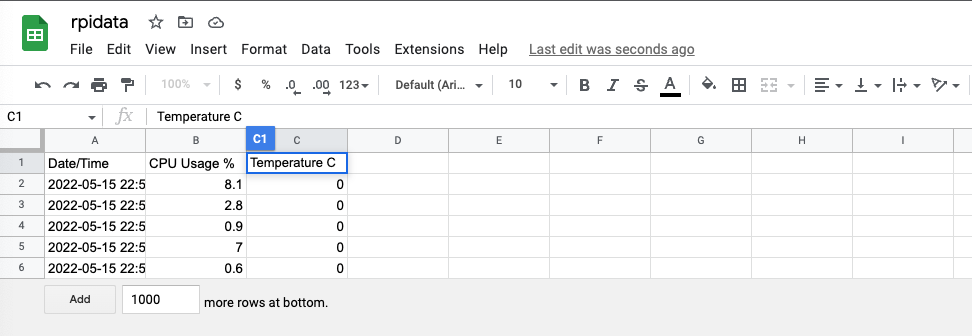 rpidata
File Edit View Insert Format Data Tools Extensions Help Last edit was seconds ago
100% $ % .0 .00 123 Default (Ari... 10 B I S A
C1 fx Temperature C
C1
A B C D E F G H I
1 Date/Time CPU Usage % Temperature C
2 2022-05-15 22:5 8.1 0
3 2022-05-15 22:5 2.8 0
4 2022-05-15 22:5 0.9 0
5 2022-05-15 22:5 7 0
6 2022-05-15 22:5 0.6 0
Add 1000 more rows at bottom.